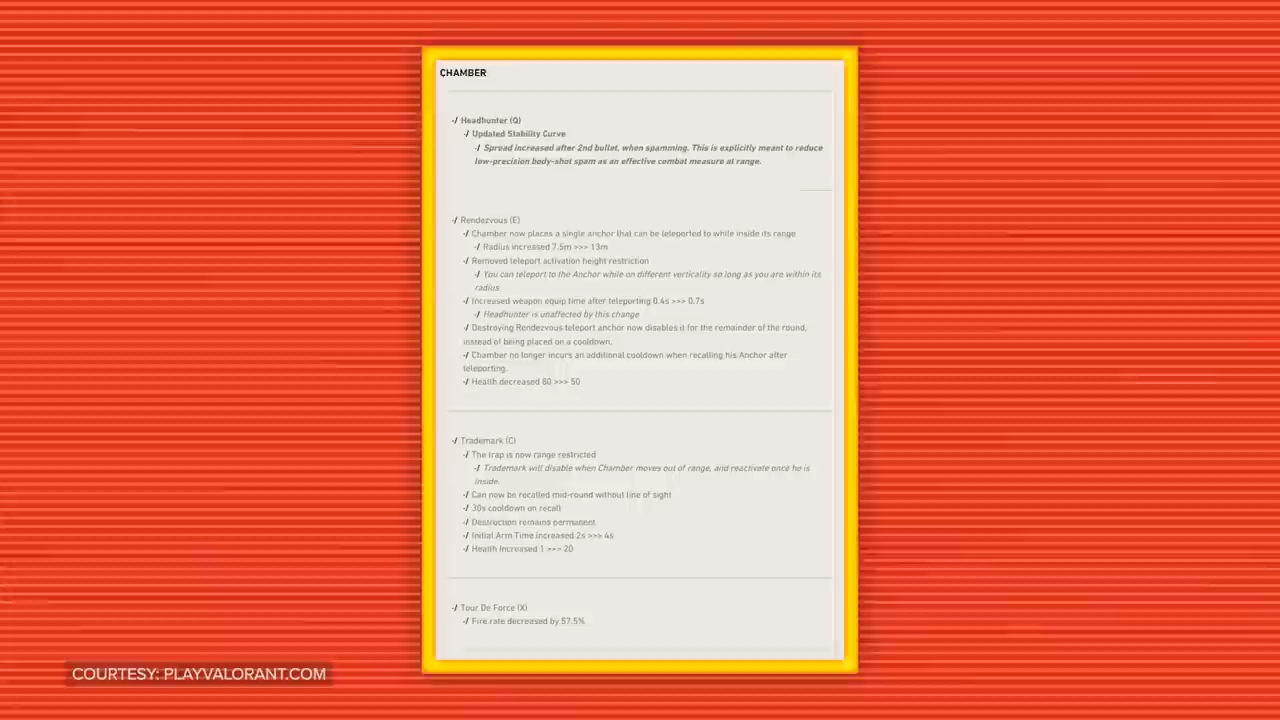 CHAMBER
-/ Headhunter (Q)
-/ Updated Stability Curve
-/ Spread increased after 2nd bullet, when spamming. This is explicitly meant to reduce
low-precision body-shot spam as an effective combat measure at range.
-/ Rendezvous (E)
-/ Chamber now places a single anchor that can be teleported to while inside its range
-/ Radius increased 7.5m >>> 13m
-/ Removed teleport activation height restriction
-/ You can teleport to the Anchor while on different verticality so long as you are within its
radius.
-/ Increased weapon equip time after teleporting 0.4s >>> 0.7s
-/ Headhunter is unaffected by this change
-/ Destroying Rendezvous teleport anchor now disables it for the remainder of the round,
instead of being placed on a cooldown.
-/ Chamber no longer incurs an additional cooldown when recalling his Anchor after
teleporting.
-/ Health decreased 80 >>> 50
-/ Trademark (C)
-/ The trap is now range restricted
-/ Trademark will disable when Chamber moves out of range, and reactivate once he is
inside.
-/ Can now be recalled mid-round without line of sight
-/ 30s cooldown on recall
-/ Destruction remains permanent
-/ Initial Arm Time increased 2s >>> 4s
-/ Health Increased 1 >>> 20
-/ Tour De Force (X)
-/ Fire rate decreased by 57.5%
COURTESY: PLAYVALORANT.COM